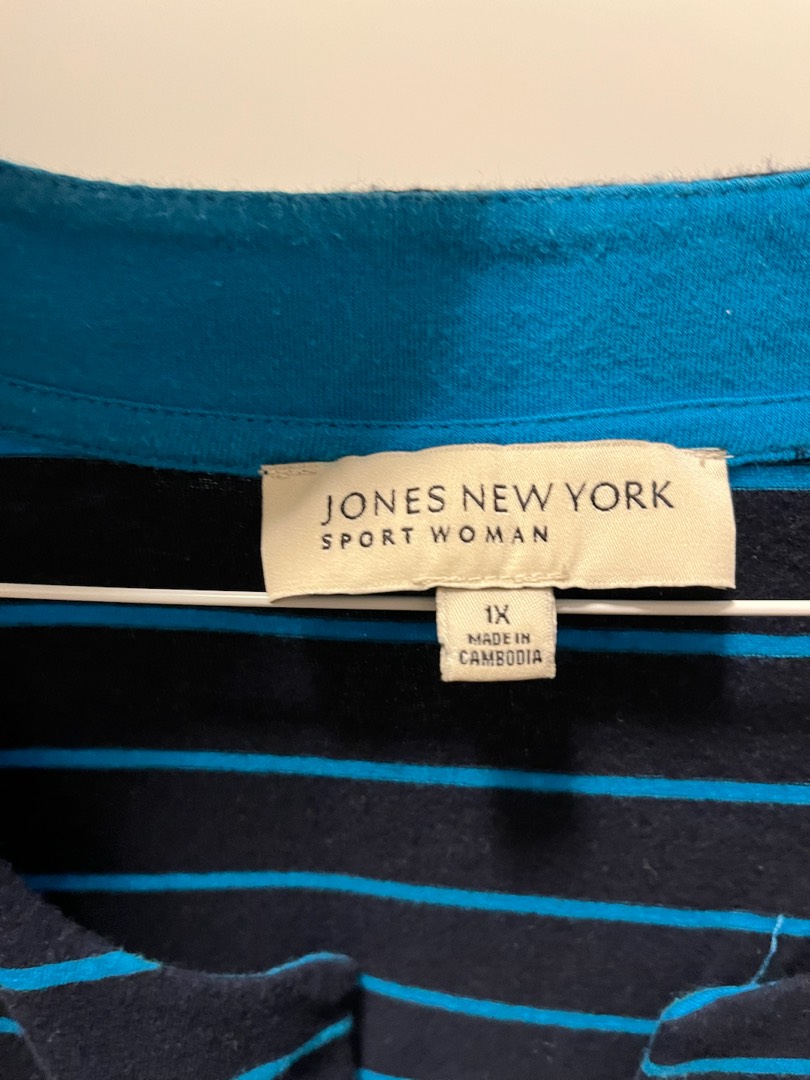 JONES NEW YORK
SPORT WOMAN
1X
MADE IN
CAMBODIA